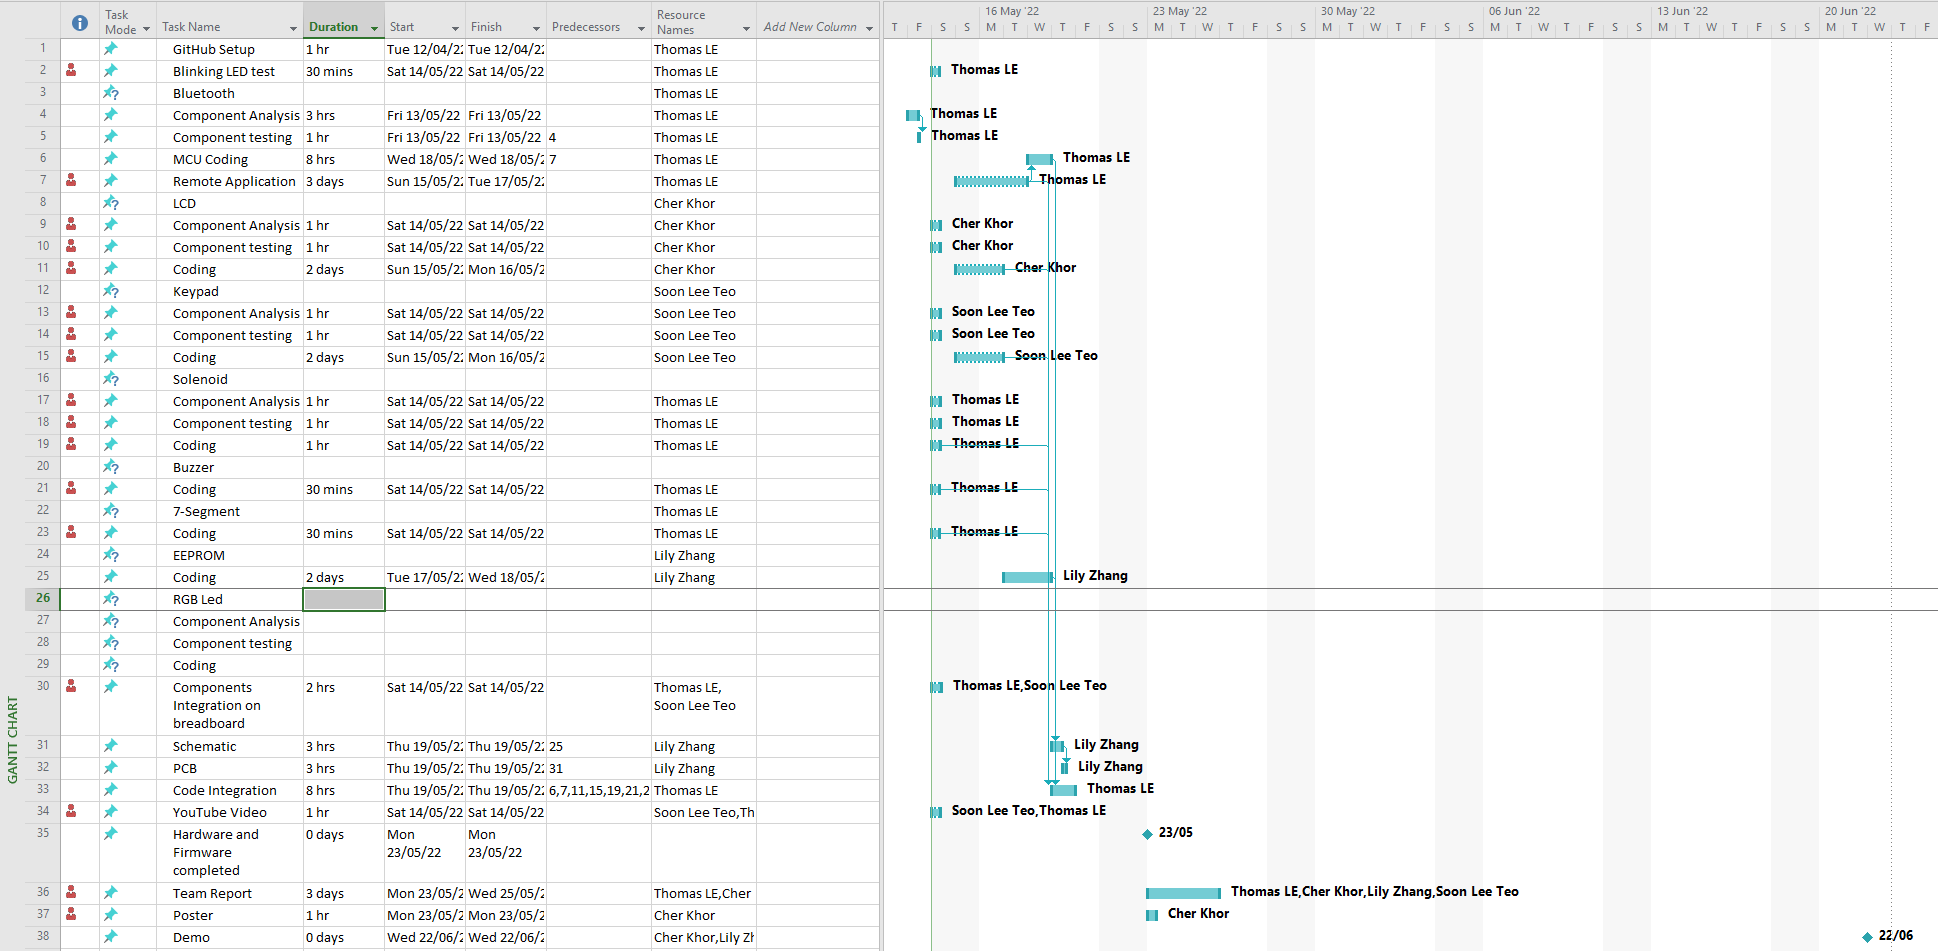 Task Mode	Task Name	Duration	Start	Finish	Predecessors	Resource Names	Add New Column
16 May '22	23 May '22	30 May '22	06 Jun '22	13 Jun '22	20 Jun '22
T F S S M T W T F S S M T W T F S S M T W T F S S M T W T F S S M T W T F S S M T W T F
1	GitHub Setup	1 hr	Tue 12/04/22	Tue 12/04/22		Thomas LE
2	Blinking LED test	30 mins	Sat 14/05/22	Sat 14/05/22		Thomas LE	Thomas LE
3	Bluetooth	Thomas LE
4	Component Analysis	3 hrs	Fri 13/05/22	Fri 13/05/22		Thomas LE	Thomas LE
5	Component testing	1 hr	Fri 13/05/22	Fri 13/05/22	4	Thomas LE	Thomas LE
6	MCU Coding	8 hrs	Wed 18/05/2	Wed 18/05/2	7	Thomas LE	Thomas LE
7	Remote Application	3 days	Sun 15/05/22	Tue 17/05/22		Thomas LE	Thomas LE
8	LCD	Cher Khor
9	Component Analysis	1 hr	Sat 14/05/22	Sat 14/05/22		Cher Khor	Cher Khor
10	Component testing	1 hr	Sat 14/05/22	Sat 14/05/22		Cher Khor	Cher Khor
11	Coding	2 days	Sun 15/05/22	Mon 16/05/2		Cher Khor	Cher Khor
12	Keypad	Soon Lee Teo
13	Component Analysis	1 hr	Sat 14/05/22	Sat 14/05/22		Soon Lee Teo	Soon Lee Teo
14	Component testing	1 hr	Sat 14/05/22	Sat 14/05/22		Soon Lee Teo	Soon Lee Teo
15	Coding	2 days	Sun 15/05/22	Mon 16/05/2		Soon Lee Teo	Soon Lee Teo
16	Solenoid
17	Component Analysis	1 hr	Sat 14/05/22	Sat 14/05/22		Thomas LE	Thomas LE
18	Component testing	1 hr	Sat 14/05/22	Sat 14/05/22		Thomas LE	Thomas LE
19	Coding	1 hr	Sat 14/05/22	Sat 14/05/22		Thomas LE	Thomas LE
20	Buzzer
21	Coding	30 mins	Sat 14/05/22	Sat 14/05/22		Thomas LE	Thomas LE
22	7-Segment	Thomas LE
23	Coding	30 mins	Sat 14/05/22	Sat 14/05/22		Thomas LE	Thomas LE
24	EEPROM	Lily Zhang
25	Coding	2 days	Tue 17/05/22	Wed 18/05/2		Lily Zhang	Lily Zhang
26	RGB Led
27	Component Analysis
28	Component testing
29	Coding
30	Components Integration on breadboard	2 hrs	Sat 14/05/22	Sat 14/05/22		Thomas LE, Soon Lee Teo	Thomas LE,Soon Lee Teo
31	Schematic	3 hrs	Thu 19/05/22	Thu 19/05/22	25	Lily Zhang	Lily Zhang
32	PCB	3 hrs	Thu 19/05/22	Thu 19/05/22	31	Lily Zhang	Lily Zhang
33	Code Integration	8 hrs	Thu 19/05/22	Thu 19/05/22	6,7,11,15,19,21,2	Thomas LE	Thomas LE
34	YouTube Video	1 hr	Sat 14/05/22	Sat 14/05/22		Soon Lee Teo,Th	Soon Lee Teo,Thomas LE
35	Hardware and Firmware completed	0 days	Mon 23/05/22	Mon 23/05/22	23/05
36	Team Report	3 days	Mon 23/05/2	Wed 25/05/2		Thomas LE,Cher	Thomas LE,Cher Khor,Lily Zhang,Soon Lee Teo
37	Poster	1 hr	Mon 23/05/2	Mon 23/05/2		Cher Khor	Cher Khor
38	Demo	0 days	Wed 22/06/2	Wed 22/06/2		Cher Khor,Lily Zh	22/06
GANTT CHART